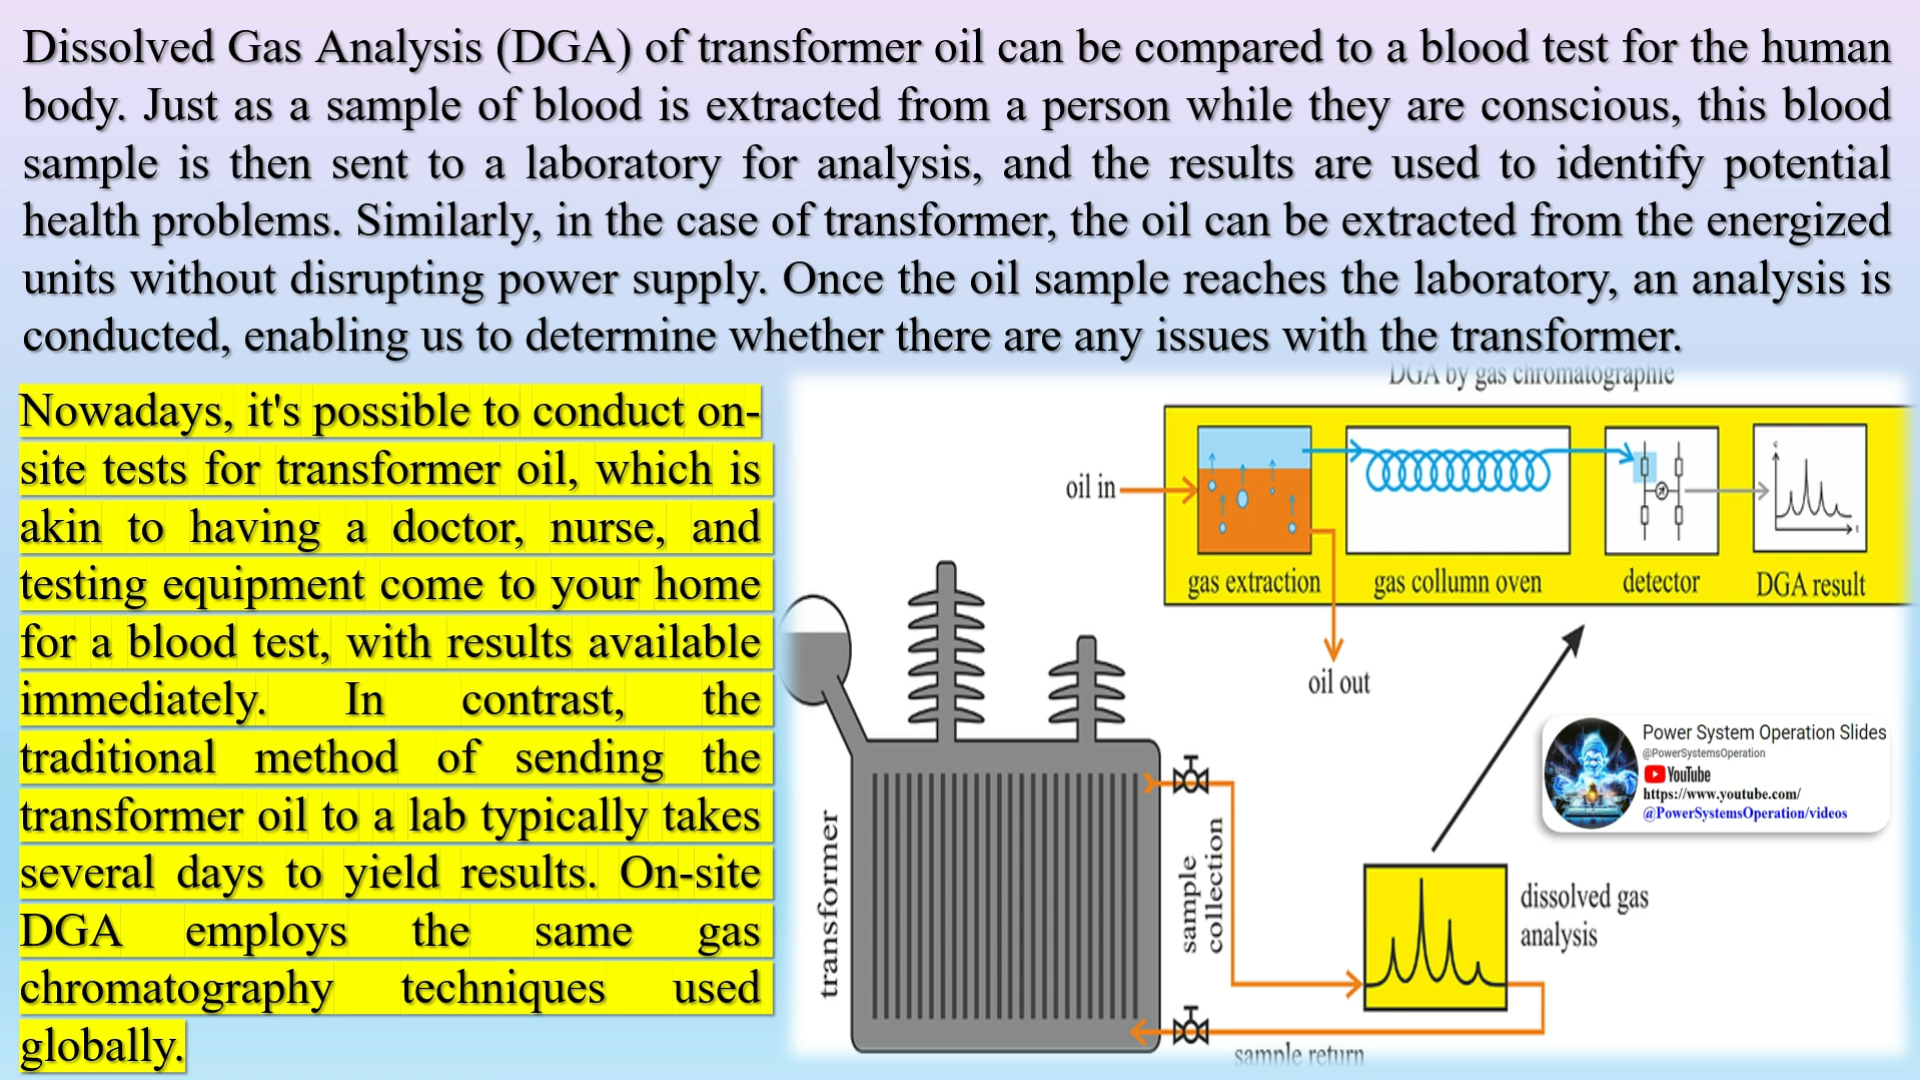 Dissolved Gas Analysis (DGA) of transformer oil can be compared to a blood test for the human
body. Just as a sample of blood is extracted from a person while they are conscious, this blood
sample is then sent to a laboratory for analysis, and the results are used to identify potential
health problems. Similarly, in the case of transformer, the oil can be extracted from the energized
units without disrupting power supply. Once the oil sample reaches the laboratory, an analysis is
conducted, enabling us to determine whether there are any issues with the transformer.
Nowadays, it's possible to conduct on-
site tests for transformer oil, which is
akin to having a doctor, nurse, and
testing equipment come to your home
for a blood test, with results available
immediately. In contrast, the
traditional method of sending the
transformer oil to a lab typically takes
several days to yield results. On-site
DGA employs the same gas
chromatography techniques used
globally.
DGA by gas chromatographie
oil in
gas extraction
gas collumn oven
detector
DGA result
oil out
Power System Operation Slides
@PowerSystemsOperation
YouTube
https://www.youtube.com/
@PowerSystemsOperation/videos
transformer
sample
collection
dissolved gas
analysis
sample return